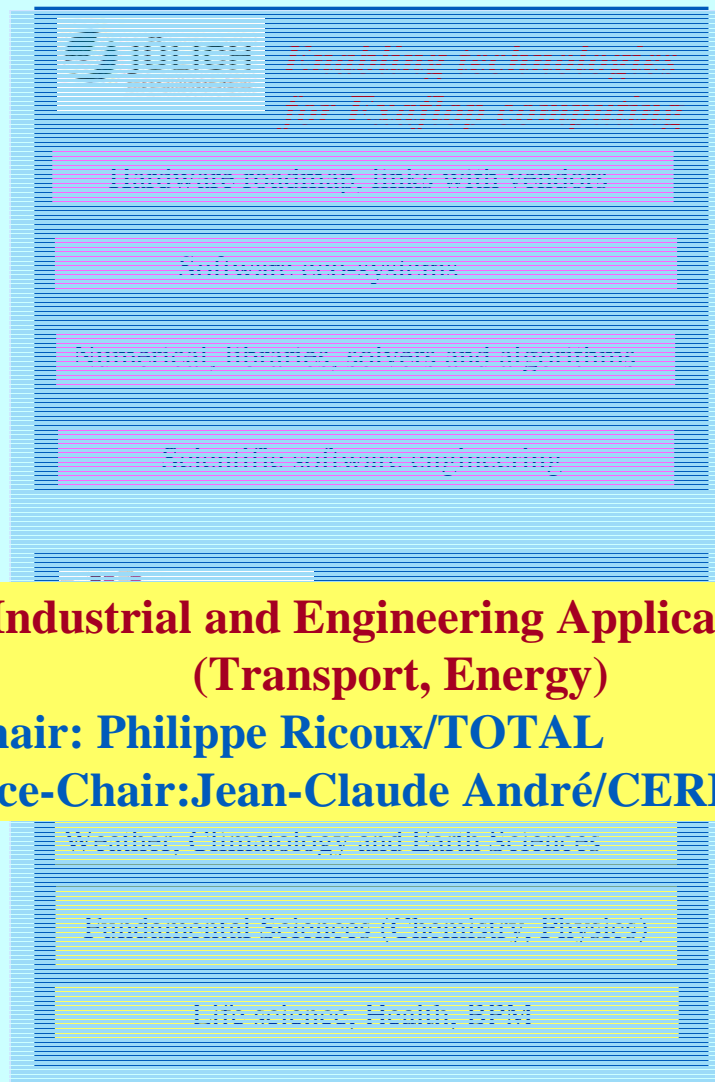 JÜLICH
Enabling technologies
for Exaflop computing
Hardware roadmap, links with vendors
Software eco-systems
Numerical, libraries, solvers and algorithms
Scientific software engineering
Industrial and Engineering Applica
(Transport, Energy)
hair: Philippe Ricoux/TOTAL
ce-Chair:Jean-Claude André/CER
Weather, Climatology and Earth Sciences
Fundamental Sciences (Chemistry, Physics)
Life science, Health, BPM